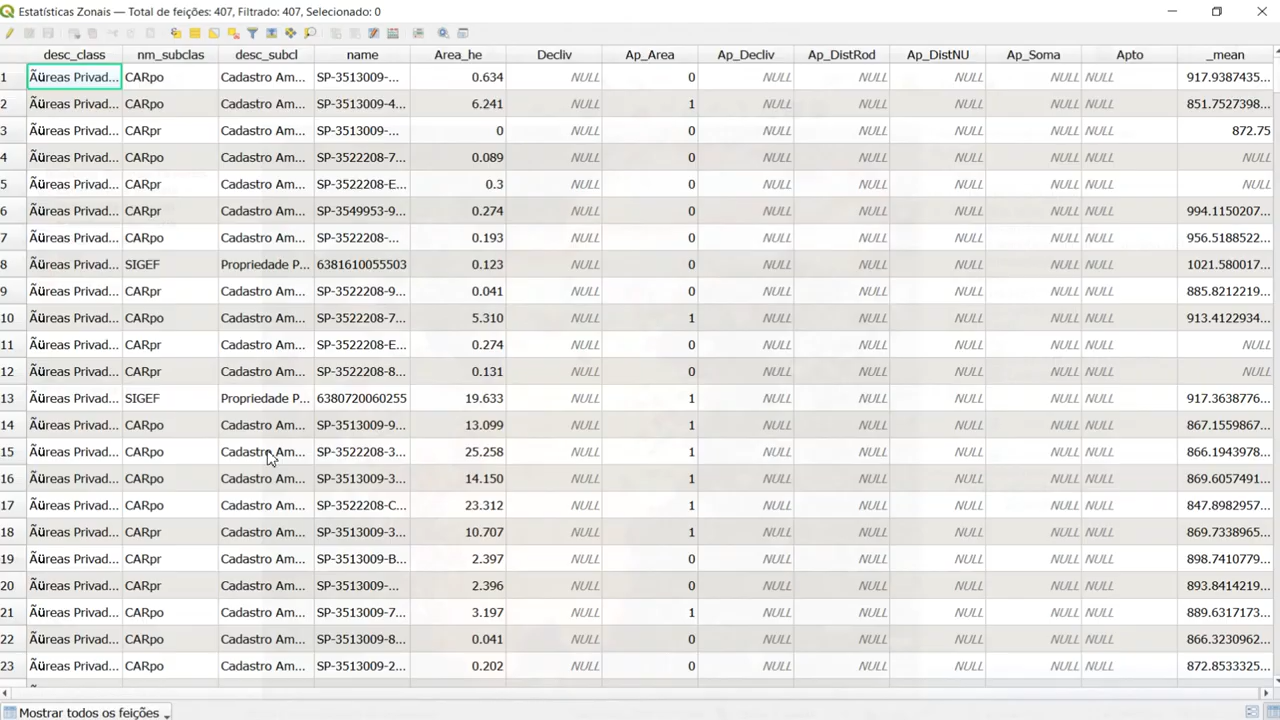 Estatísticas Zonais — Total de feições: 407, Filtrado: 407, Selecionado: 0
desc_class nm_subclas desc_subcl name Area_he Decliv Ap_Area Ap_Decliv Ap_DistRod Ap_DistNU Ap_Soma Apto _mean
1 Ãüreas Privad... CARpo Cadastro Am... SP-3513009-... 0.634 NULL 0 NULL NULL NULL NULL NULL 917.9387435...
2 Ãüreas Privad... CARpo Cadastro Am... SP-3513009-4... 6.241 NULL 1 NULL NULL NULL NULL NULL 851.7527398...
3 Ãüreas Privad... CARpr Cadastro Am... SP-3513009-... 0 NULL 0 NULL NULL NULL NULL NULL 872.75
4 Ãüreas Privad... CARpo Cadastro Am... SP-3522208-7... 0.089 NULL 0 NULL NULL NULL NULL NULL NULL
5 Ãüreas Privad... CARpr Cadastro Am... SP-3522208-E... 0.3 NULL 0 NULL NULL NULL NULL NULL NULL
6 Ãüreas Privad... CARpr Cadastro Am... SP-3549953-9... 0.274 NULL 0 NULL NULL NULL NULL NULL 994.1150207...
7 Ãüreas Privad... CARpo Cadastro Am... SP-3522208-... 0.193 NULL 0 NULL NULL NULL NULL NULL 956.5188522...
8 Ãüreas Privad... SIGEF Propriedade P... 6381610055503 0.123 NULL 0 NULL NULL NULL NULL NULL 1021.580017...
9 Ãüreas Privad... CARpr Cadastro Am... SP-3522208-9... 0.041 NULL 0 NULL NULL NULL NULL NULL 885.8212219...
10 Ãüreas Privad... CARpo Cadastro Am... SP-3522208-7... 5.310 NULL 1 NULL NULL NULL NULL NULL 913.4122934...
11 Ãüreas Privad... CARpr Cadastro Am... SP-3522208-E... 0.274 NULL 0 NULL NULL NULL NULL NULL NULL
12 Ãüreas Privad... CARpr Cadastro Am... SP-3522208-8... 0.131 NULL 0 NULL NULL NULL NULL NULL NULL
13 Ãüreas Privad... SIGEF Propriedade P... 6380720060255 19.633 NULL 1 NULL NULL NULL NULL NULL 917.3638776...
14 Ãüreas Privad... CARpo Cadastro Am... SP-3513009-9... 13.099 NULL 1 NULL NULL NULL NULL NULL 867.1559867...
15 Ãüreas Privad... CARpo Cadastro Am... SP-3522208-3... 25.258 NULL 1 NULL NULL NULL NULL NULL 866.1943978...
16 Ãüreas Privad... CARpo Cadastro Am... SP-3513009-3... 14.150 NULL 1 NULL NULL NULL NULL NULL 869.6057491...
17 Ãüreas Privad... CARpo Cadastro Am... SP-3522208-C... 23.312 NULL 1 NULL NULL NULL NULL NULL 847.8982957...
18 Ãüreas Privad... CARpr Cadastro Am... SP-3513009-3... 10.707 NULL 1 NULL NULL NULL NULL NULL 869.7338965...
19 Ãüreas Privad... CARpr Cadastro Am... SP-3513009-B... 2.397 NULL 0 NULL NULL NULL NULL NULL 898.7410779...
20 Ãüreas Privad... CARpr Cadastro Am... SP-3513009-... 2.396 NULL 0 NULL NULL NULL NULL NULL 893.8414219...
21 Ãüreas Privad... CARpo Cadastro Am... SP-3513009-7... 3.197 NULL 1 NULL NULL NULL NULL NULL 889.6317173...
22 Ãüreas Privad... CARpo Cadastro Am... SP-3513009-8... 0.041 NULL 0 NULL NULL NULL NULL NULL 866.3230962...
23 Ãüreas Privad... CARpo Cadastro Am... SP-3513009-2... 0.202 NULL 0 NULL NULL NULL NULL NULL 872.8533325...
Mostrar todos os feições